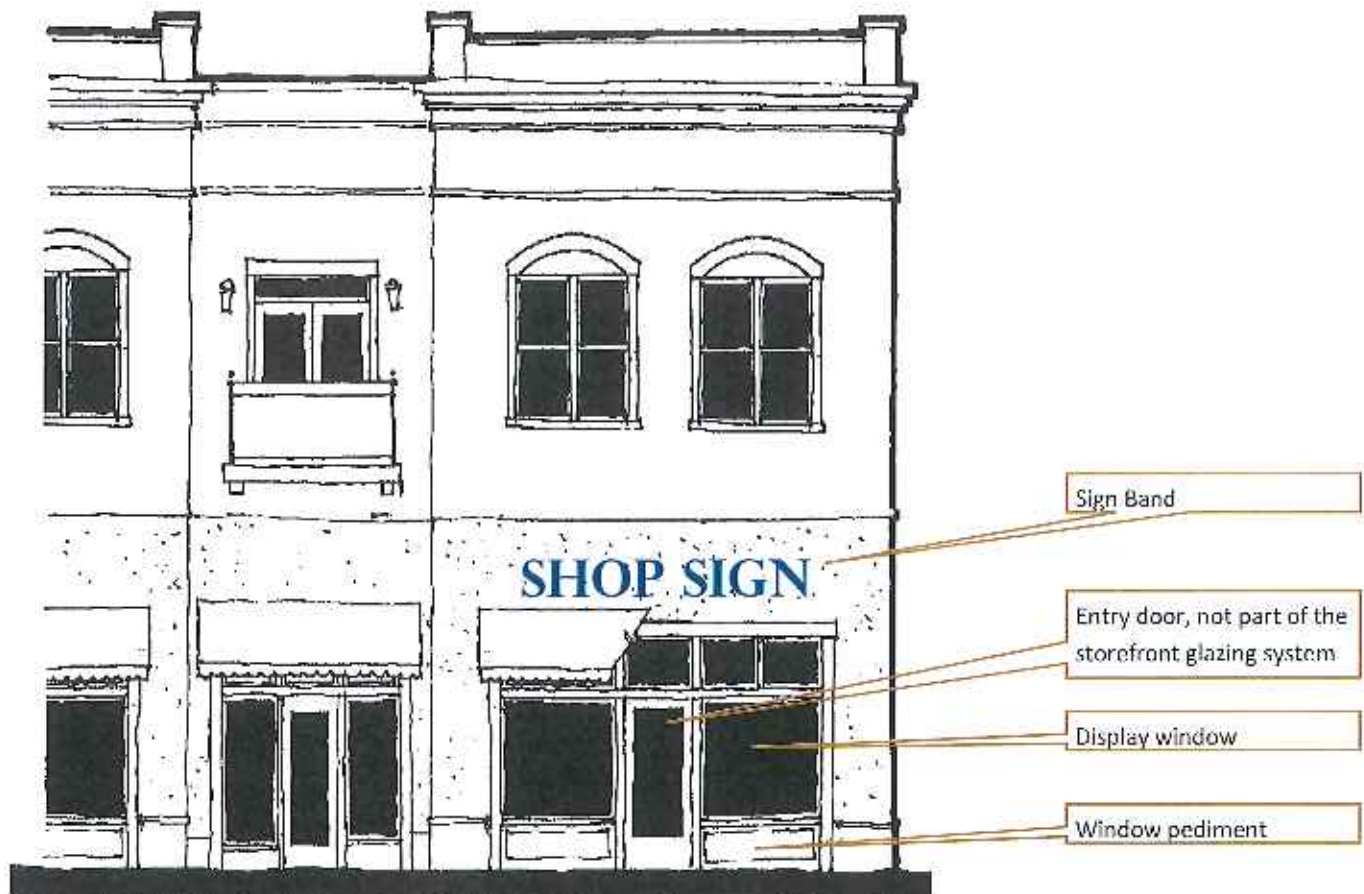 SHOP SIGN
Sign Band
Entry door, not part of the
storefront glazing system
Display window
Window pediment